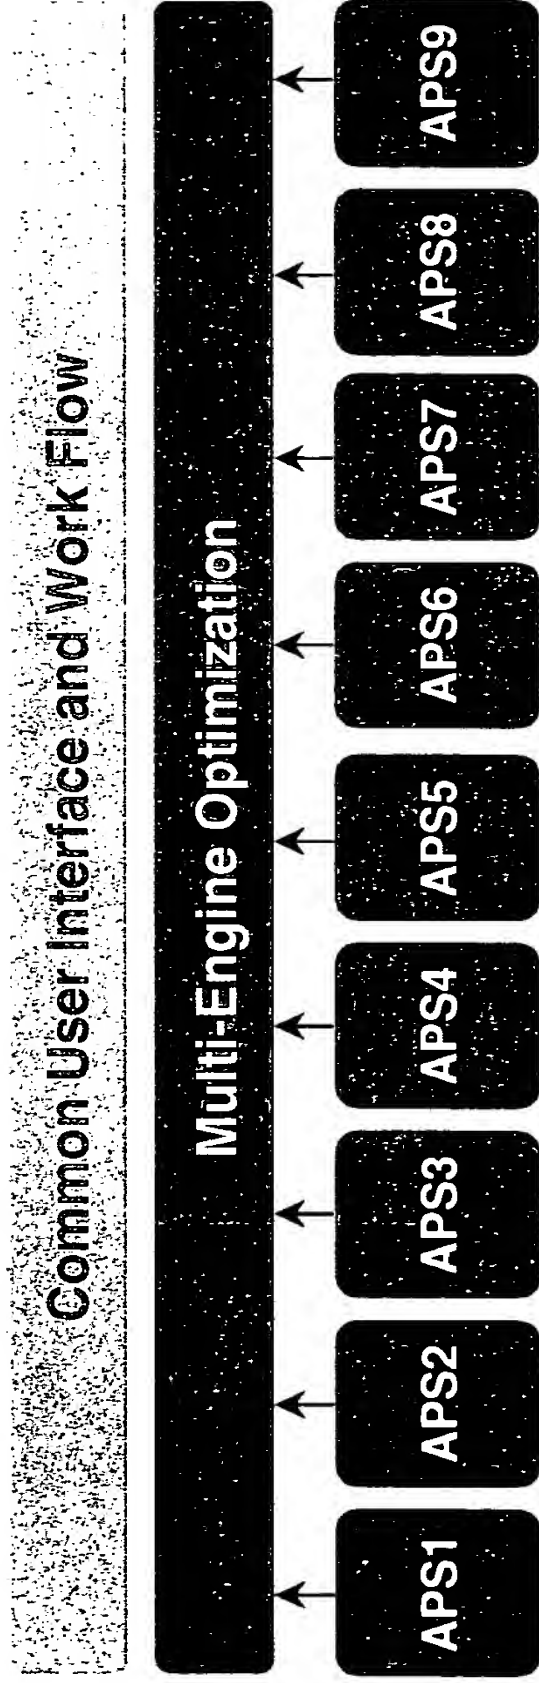 Common User Interface and Work Flow
Multi-Engine Optimization
APS1
APS2
APS3
APS4
APS5
APS6
APS7
APS8
APS9